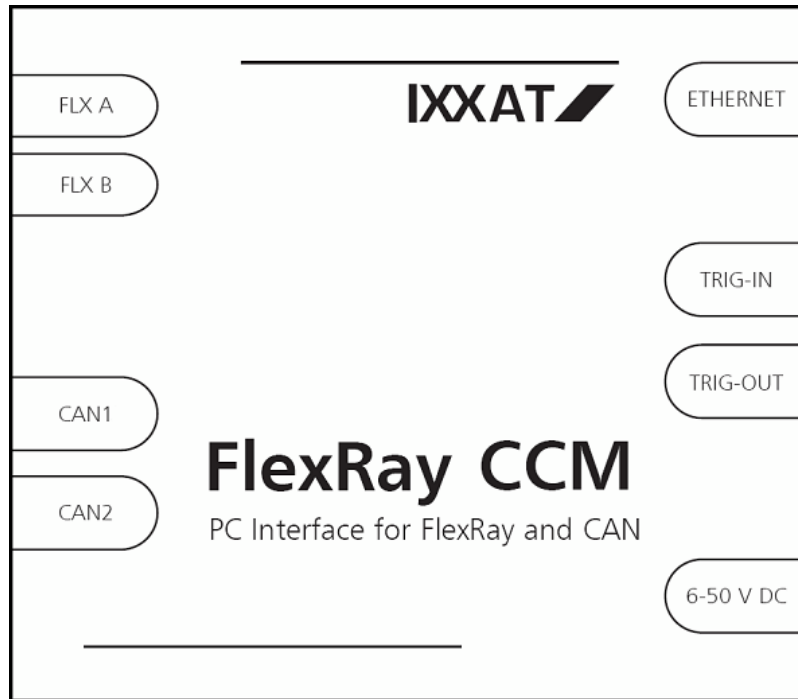 FLX A
FLX B
CAN1
CAN2
IXXAT
FlexRay CCM
PC Interface for FlexRay and CAN
ETHERNET
TRIG-IN
TRIG-OUT
6-50 V DC